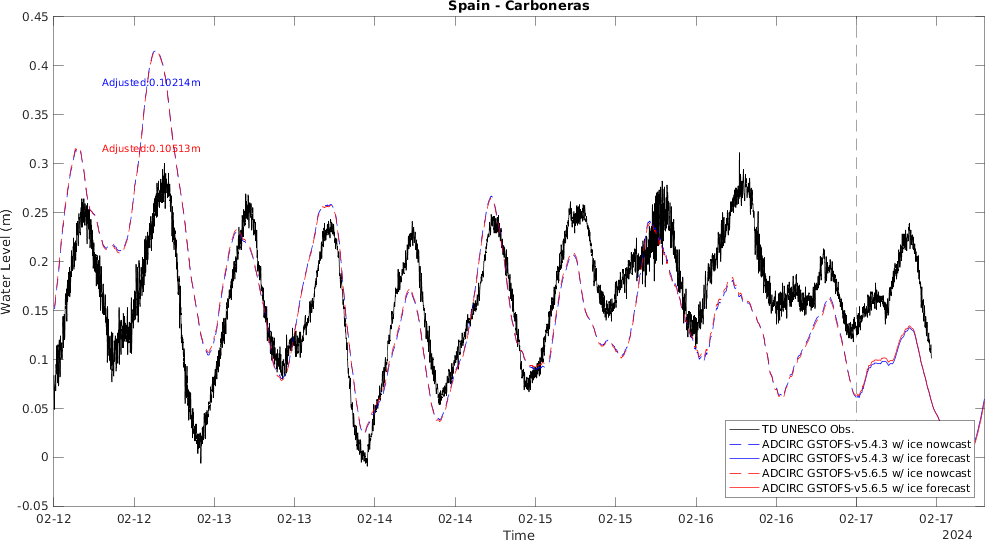 Spain - Carboneras
0.45
0.4
0.35
0.3
0.25
0.2
0.15
0.1
0.05
0
-0.05
Water Level (m)
Adjusted:0.10214m
Adjusted:0.10513m
TD UNESCO Obs.
ADCIRC GSTOFS-v5.4.3 w/ ice nowcast
ADCIRC GSTOFS-v5.4.3 w/ ice forecast
ADCIRC GSTOFS-v5.6.5 w/ ice nowcast
ADCIRC GSTOFS-v5.6.5 w/ ice forecast
02-12 02-12 02-13 02-13 02-14 02-14 02-15 02-15 02-16 02-16 02-17 02-17
Time
2024